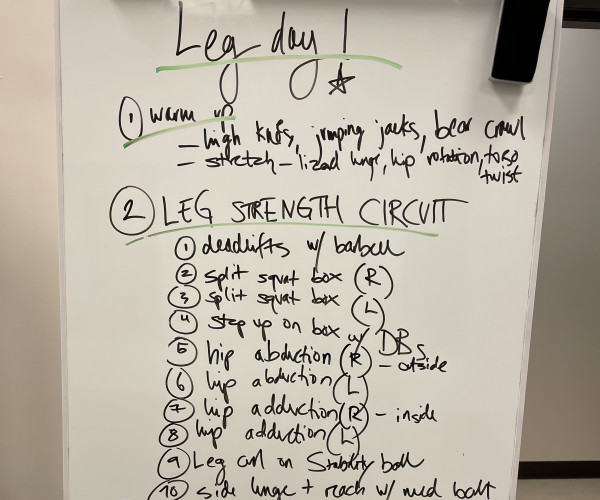 Leg day!
① warm up
— high knees, jumping jacks, bear crawl
— stretch — lizard lunge, hip rotation, torso
twist
② LEG STRENGTH CIRCUIT
① deadlifts w/ barbell
② split squat box (R)
③ split squat box (L)
④ step up on box w/ DBs
⑤ hip abduction (R) — outside
⑥ hip abduction (L)
⑦ hip adduction (R) — inside
⑧ hip adduction (L)
⑨ Leg curl on Stability ball
⑩ side lunge + reach w/ med ball